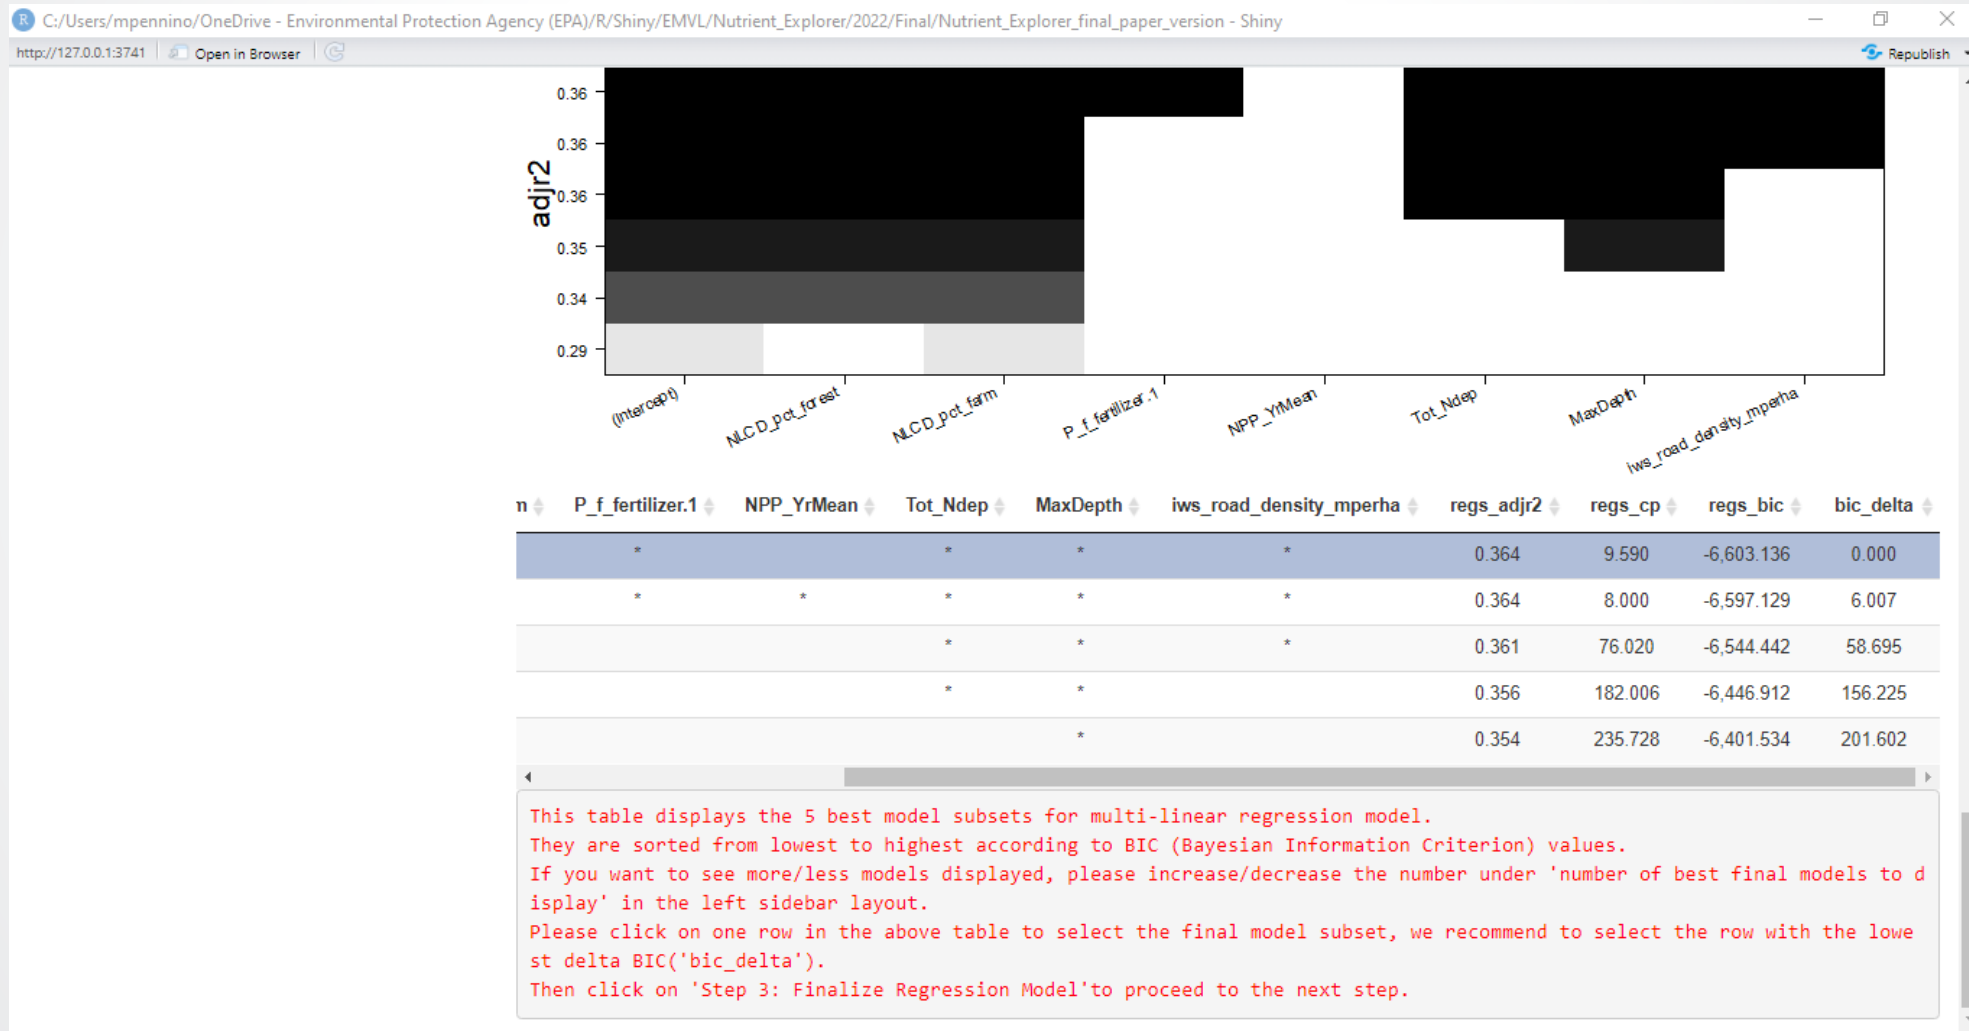 R C:/Users/mpennino/OneDrive - Environmental Protection Agency (EPA)/R/Shiny/EMVL/Nutrient_Explorer/2022/Final/Nutrient_Explorer_final_paper_version - Shiny
http://127.0.0.1:3741 Open in Browser Republish
adjr2
0.36
0.36
0.36
0.35
0.34
0.29
(Intercept) NLCD_pct_forest NLCD_pct_farm P_f_fertilizer.1 NPP_YrMean Tot_Ndep MaxDepth iws_road_density_mperha
m P_f_fertilizer.1 NPP_YrMean Tot_Ndep MaxDepth iws_road_density_mperha regs_adjr2 regs_cp regs_bic bic_delta
* * * * 0.364 9.590 -6,603.136 0.000
* * * * * 0.364 8.000 -6,597.129 6.007
* * * 0.361 76.020 -6,544.442 58.695
* * 0.356 182.006 -6,446.912 156.225
* 0.354 235.728 -6,401.534 201.602
This table displays the 5 best model subsets for multi-linear regression model.
They are sorted from lowest to highest according to BIC (Bayesian Information Criterion) values.
If you want to see more/less models displayed, please increase/decrease the number under 'number of best final models to d
isplay' in the left sidebar layout.
Please click on one row in the above table to select the final model subset, we recommend to select the row with the lowe
st delta BIC('bic_delta').
Then click on 'Step 3: Finalize Regression Model'to proceed to the next step.